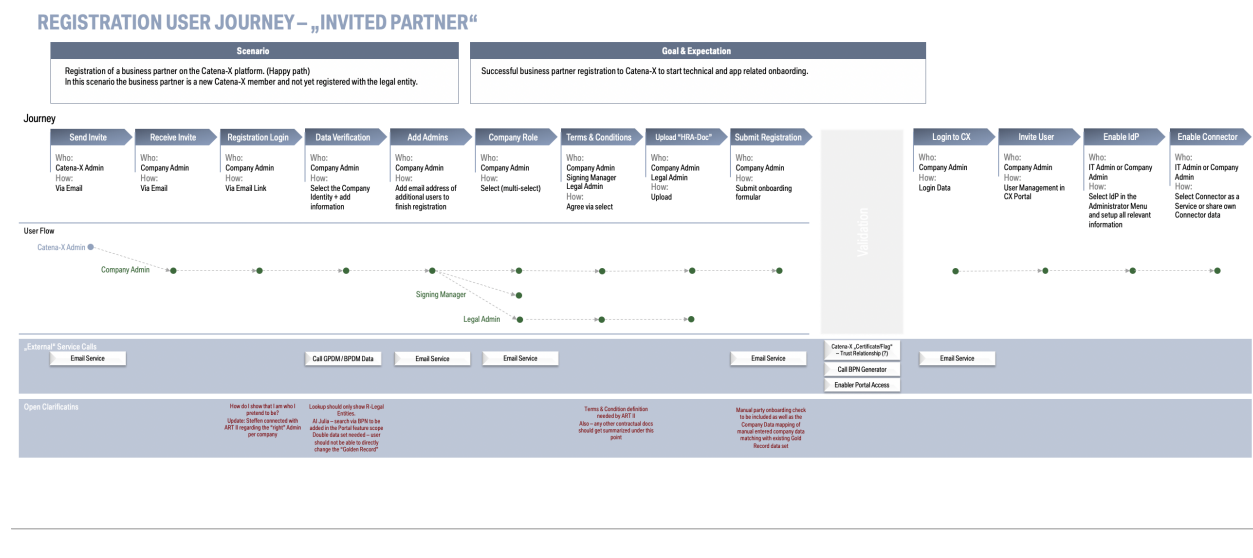 REGISTRATION USER JOURNEY – „INVITED PARTNER“
Scenario
Registration of a business partner on the Catena-X platform. (Happy path)
In this scenario the business partner is a new Catena-X member and not yet registered with the legal entity.
Goal & Expectation
Successful business partner registration to Catena-X to start technical and app related onbaording.
Journey
Send Invite
Who:
Catena-X Admin
How:
Via Email
Receive Invite
Who:
Company Admin
How:
Via Email
Registration Login
Who:
Company Admin
How:
Via Email Link
Data Verification
Who:
Company Admin
How:
Select the Company
Identity + add
information
Add Admins
Who:
Company Admin
How:
Add email address of
additional users to
finish registration
Company Role
Who:
Company Admin
How:
Select (multi-select)
Terms & Conditions
Who:
Company Admin
Signing Manager
Legal Admin
How:
Agree via select
Upload "HRA-Doc"
Who:
Company Admin
Legal Admin
How:
Upload
Submit Registration
Who:
Company Admin
How:
Submit onboarding
formular
Validation
Login to CX
Who:
Company Admin
How:
Login Data
Invite User
Who:
Company Admin
How:
User Management in
CX Portal
Enable IdP
Who:
IT Admin or Company
Admin
How:
Select IdP in the
Administrator Menu
and setup all relevant
information
Enable Connector
Who:
IT Admin or Company
Admin
How:
Select Connector as a
Service or share own
Connector data
User Flow
Catena-X Admin
Company Admin
Signing Manager
Legal Admin
„External“ Service Calls
Email Service
Call GPDM / BPDM Data
Email Service
Email Service
Email Service
Catena-X „Certificate/Flag“
– Trust Relationship (?)
Call BPN Generator
Enabler Portal Access
Email Service
Open Clarificatins
How do I show that I am who I
pretend to be?
Update: Steffen connected with
ART II regarding the "right" Admin
per company
Lookup should only show R-Legal
Entities.
AI Julia – search via BPN to be
added in the Portal feature scope
Double data set needed – user
should not be able to directly
change the "Golden Record"
Terms & Condition definition
needed by ART II
Also – any other contractual docs
should get summarized under this
point
Manual party onboarding check
to be included as well as the
Company Data mapping of
manual entered company data
matching with existing Gold
Record data set